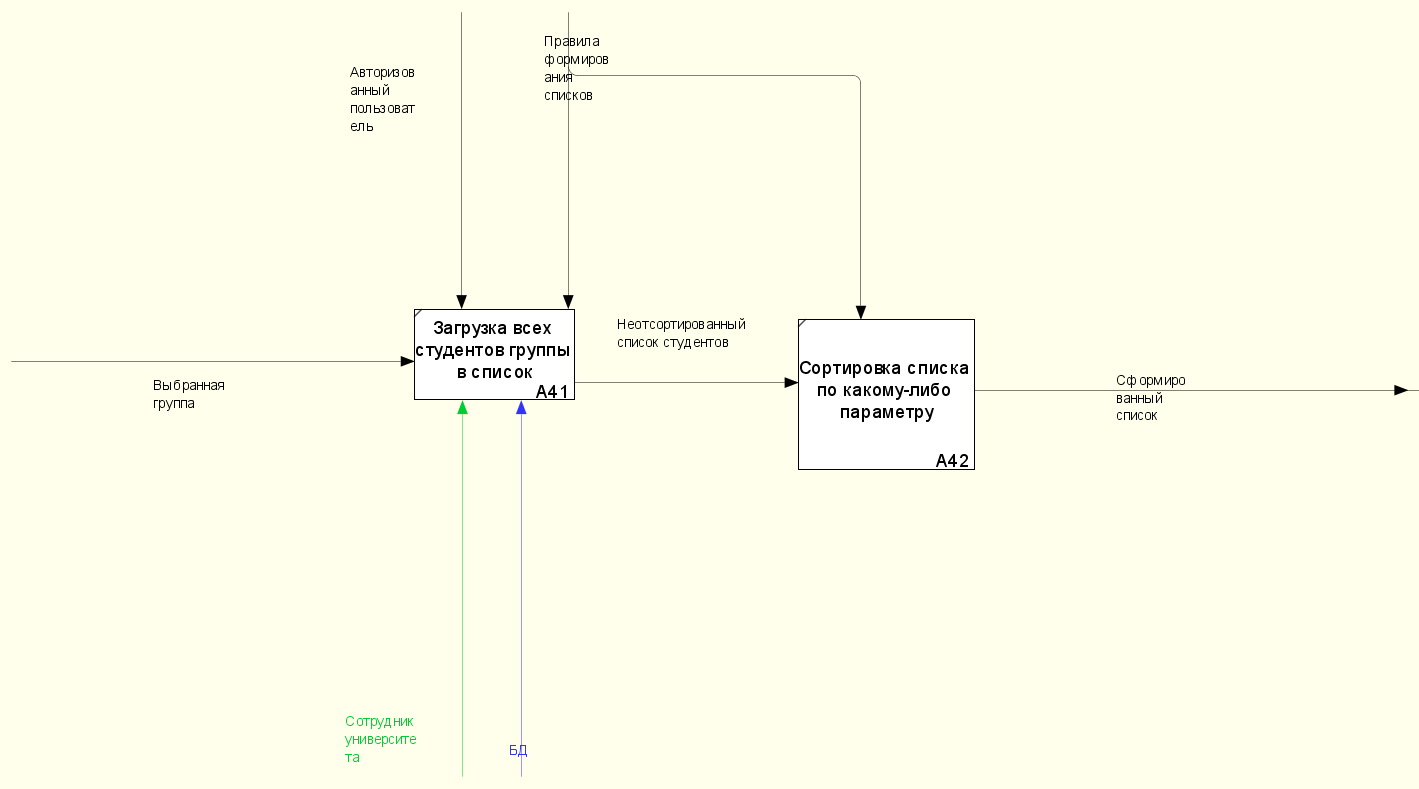 Правила
формиров
ания
списков
Авторизов
анный
пользоват
ель
Загрузка всех
студентов группы
в список
A41
Неотсортированный
список студентов
Сортировка списка
по какому-либо
параметру
A42
Выбранная
группа
Сформиро
ванный
список
Сотрудник
университе
та
БД